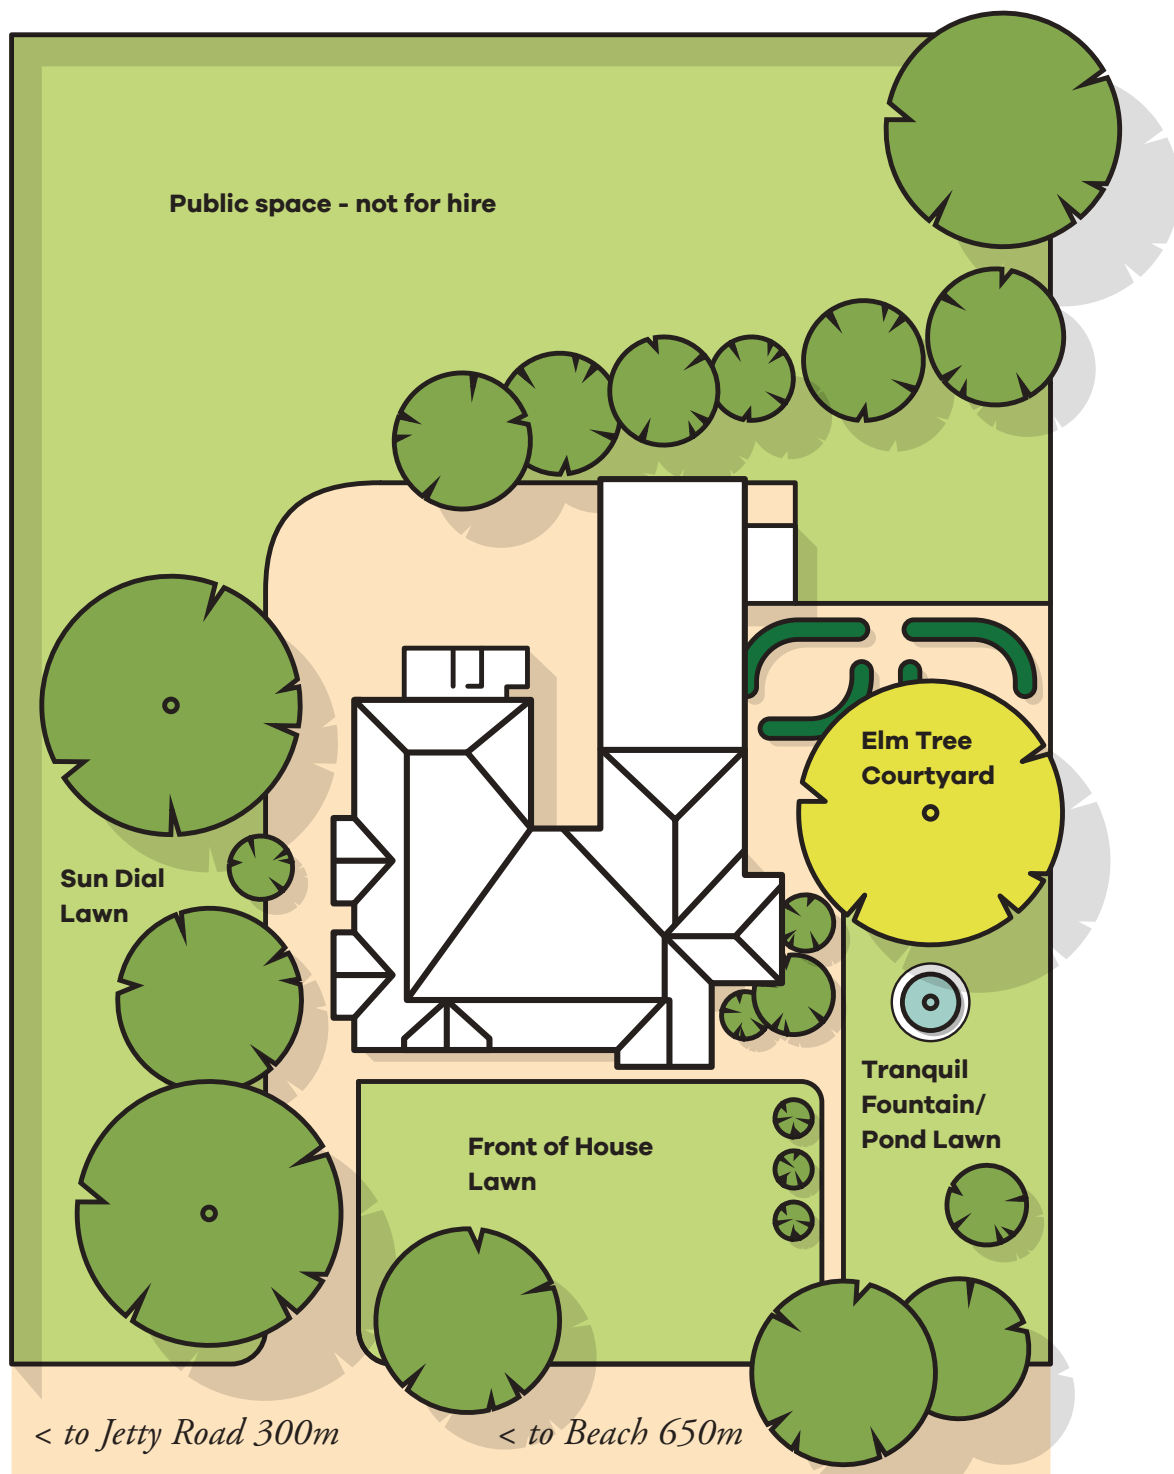 Public space - not for hire
Elm Tree
Courtyard
Sun Dial
Lawn
Tranquil
Fountain/
Pond Lawn
Front of House
Lawn
< to Jetty Road 300m
< to Beach 650m